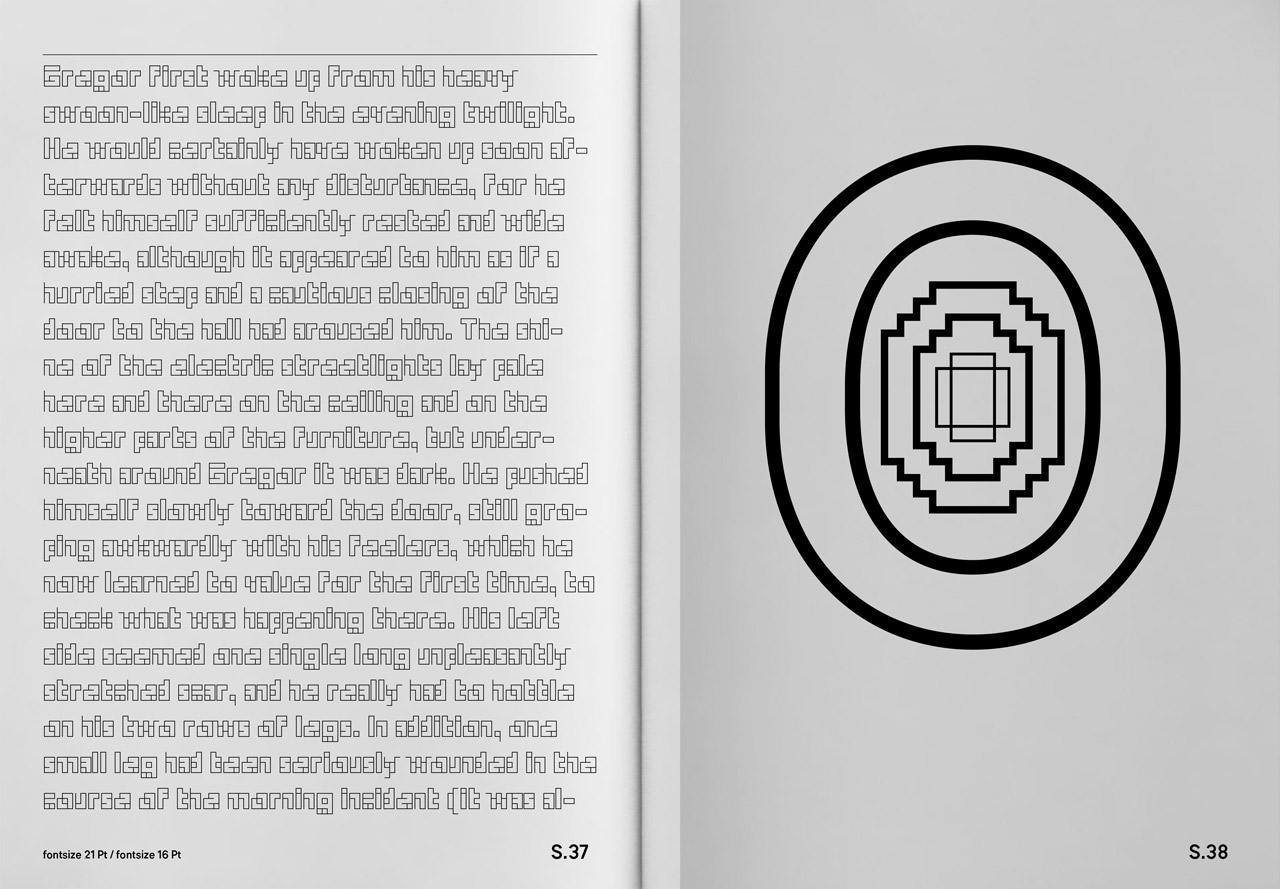 Gregor first woke up from his heavy
swoon-like sleep in the evening twilight.
He would certainly have woken up soon af-
terwards without any disturbance, for he
felt himself sufficiently rested and wide
awake, although it appeared to him as if a
hurried step and a cautious closing of the
door to the hall had aroused him. The shi-
ne of the electric streetlights lay pale
here and there on the ceiling and on the
higher parts of the furniture, but under-
neath around Gregor it was dark. He pushed
himself slowly toward the door, still gro-
ping awkwardly with his feelers, which he
now learned to value for the first time, to
check what was happening there. His left
side seemed one single long unpleasantly
stretched scar, and he really had to hobble
on his two rows of legs. In addition, one
small leg had been seriously wounded in the
course of the morning incident (it was al-
fontsize 21 Pt / fontsize 16 Pt
S.37
S.38